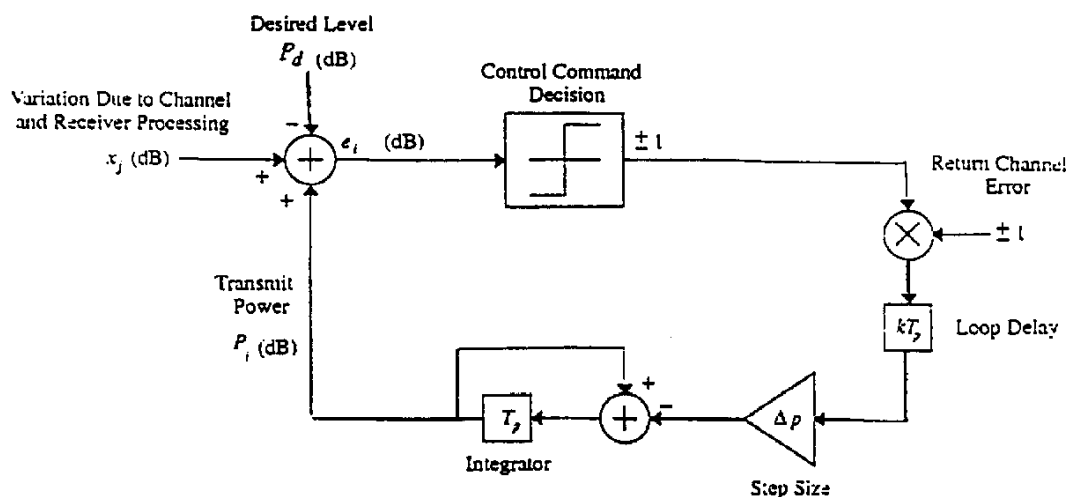 Desired Level
P_d (dB)
Control Command
Decision
Variation Due to Channel
and Receiver Processing
x_i (dB)
−
+
+
+
e_i (dB)
± 1
Return Channel
Error
× ± 1
Transmit
Power
P_i (dB)
kT_p Loop Delay
+
−
+
T_p
Δp
Integrator
Step Size